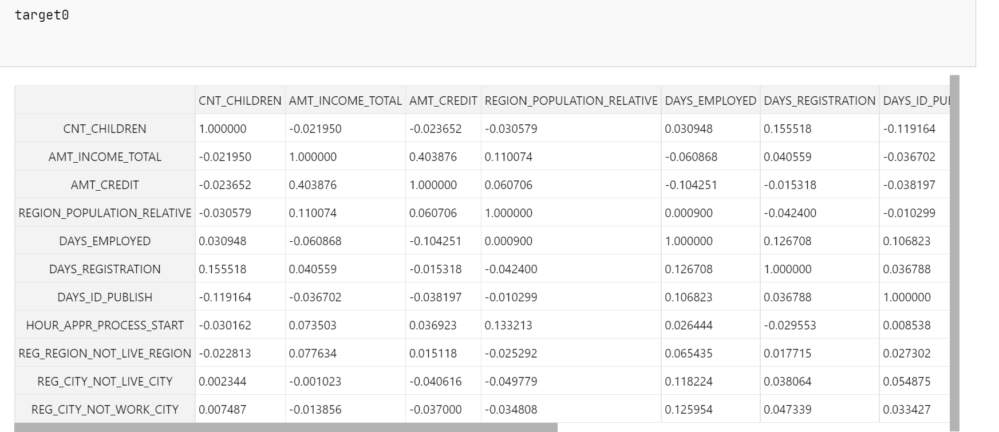 target0
CNT_CHILDREN AMT_INCOME_TOTAL AMT_CREDIT REGION_POPULATION_RELATIVE DAYS_EMPLOYED DAYS_REGISTRATION DAYS_ID_PUE
CNT_CHILDREN 1.000000 -0.021950 -0.023652 -0.030579 0.030948 0.155518 -0.119164
AMT_INCOME_TOTAL -0.021950 1.000000 0.403876 0.110074 -0.060868 0.040559 -0.036702
AMT_CREDIT -0.023652 0.403876 1.000000 0.060706 -0.104251 -0.015318 -0.038197
REGION_POPULATION_RELATIVE -0.030579 0.110074 0.060706 1.000000 0.000900 -0.042400 -0.010299
DAYS_EMPLOYED 0.030948 -0.060868 -0.104251 0.000900 1.000000 0.126708 0.106823
DAYS_REGISTRATION 0.155518 0.040559 -0.015318 -0.042400 0.126708 1.000000 0.036788
DAYS_ID_PUBLISH -0.119164 -0.036702 -0.038197 -0.010299 0.106823 0.036788 1.000000
HOUR_APPR_PROCESS_START -0.030162 0.073503 0.036923 0.133213 0.026444 -0.029553 0.008538
REG_REGION_NOT_LIVE_REGION -0.022813 0.077634 0.015118 -0.025292 0.065435 0.017715 0.027302
REG_CITY_NOT_LIVE_CITY 0.002344 -0.001023 -0.040616 -0.049779 0.118224 0.038064 0.054875
REG_CITY_NOT_WORK_CITY 0.007487 -0.013856 -0.037000 -0.034808 0.125954 0.047339 0.033427